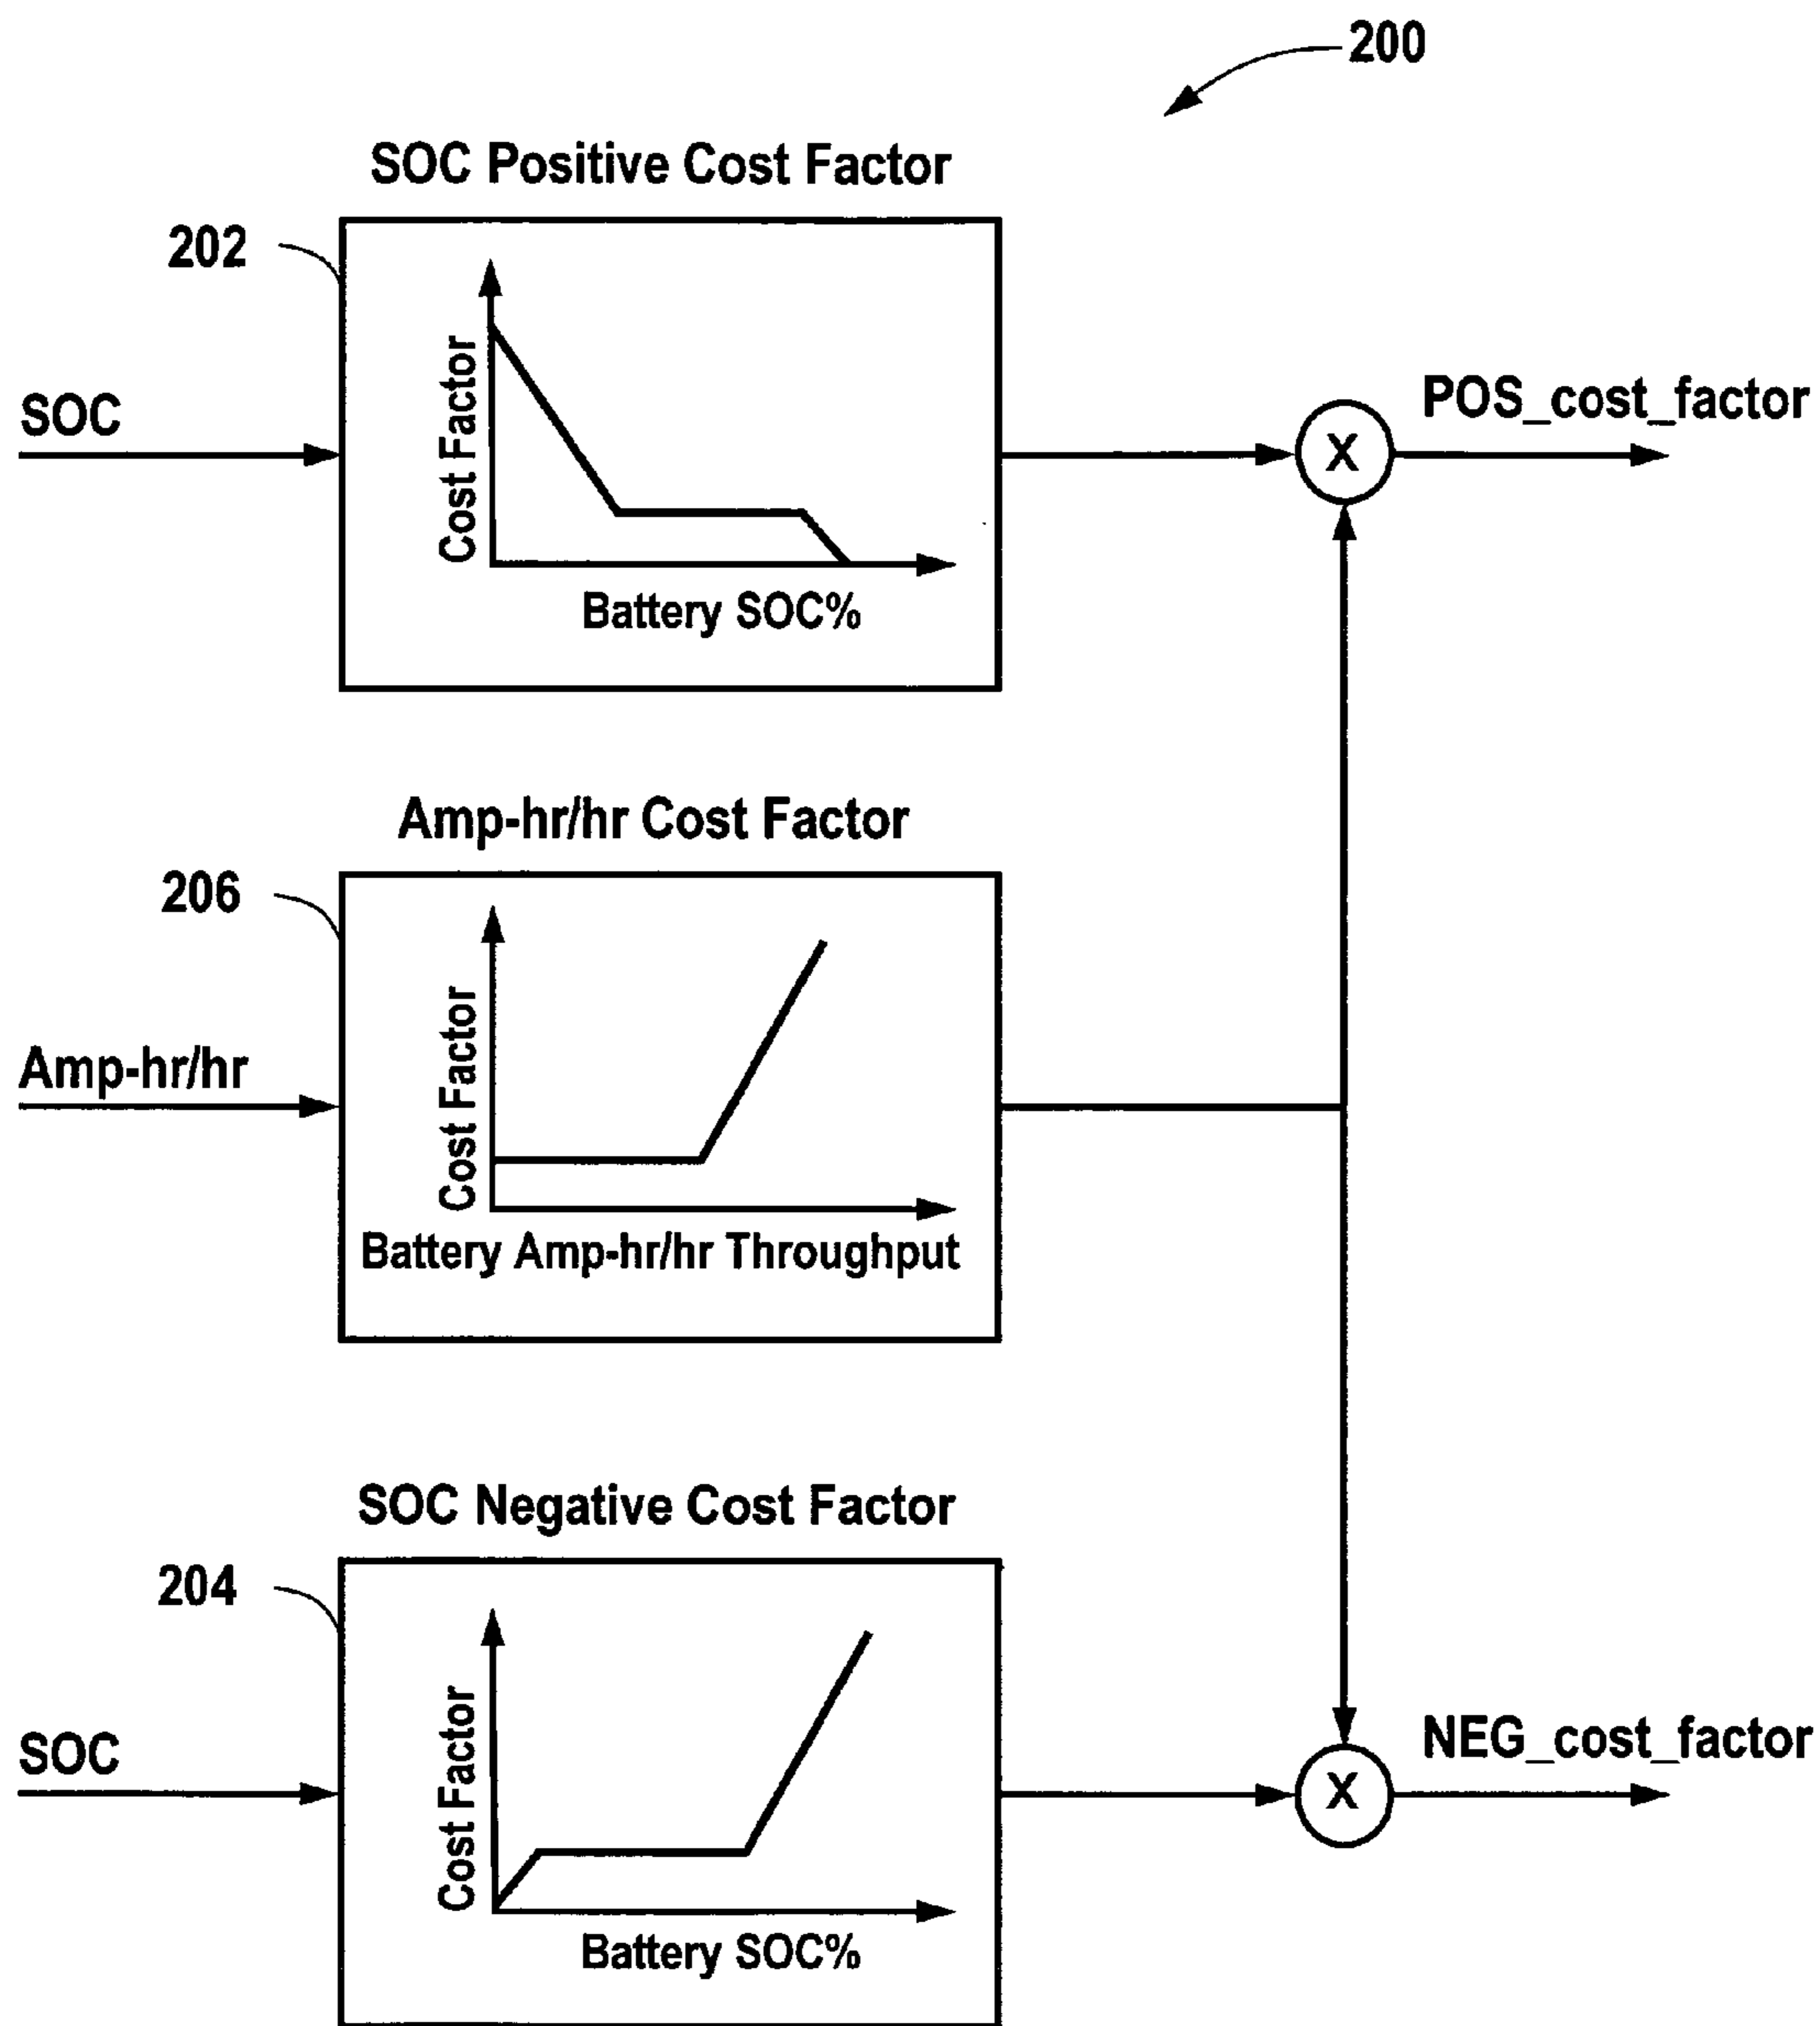 200
SOC Positive Cost Factor
202
Cost Factor
Battery SOC%
SOC
X
POS_cost_factor
Amp-hr/hr Cost Factor
206
Cost Factor
Battery Amp-hr/hr Throughput
Amp-hr/hr
SOC Negative Cost Factor
204
Cost Factor
Battery SOC%
SOC
X
NEG_cost_factor